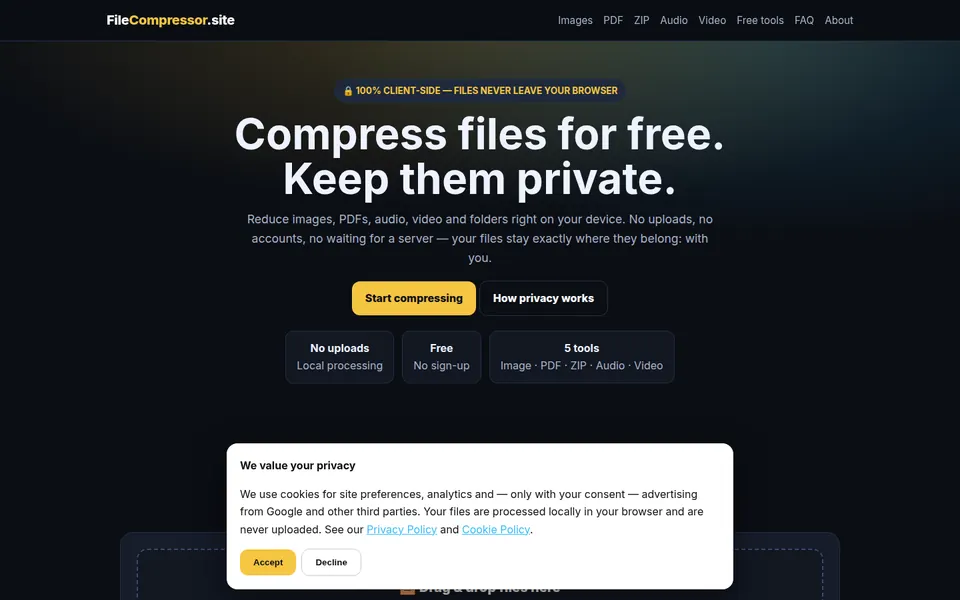 FileCompressor.site
Images PDF ZIP Audio Video Free tools FAQ About
🔒 100% CLIENT-SIDE — FILES NEVER LEAVE YOUR BROWSER
Compress files for free.
Keep them private.
Reduce images, PDFs, audio, video and folders right on your device. No uploads, no
accounts, no waiting for a server — your files stay exactly where they belong: with
you.
Start compressing
How privacy works
No uploads
Local processing
Free
No sign-up
5 tools
Image · PDF · ZIP · Audio · Video
We value your privacy
We use cookies for site preferences, analytics and — only with your consent — advertising
from Google and other third parties. Your files are processed locally in your browser and are
never uploaded. See our Privacy Policy and Cookie Policy.
Accept
Decline
Drag & drop files here